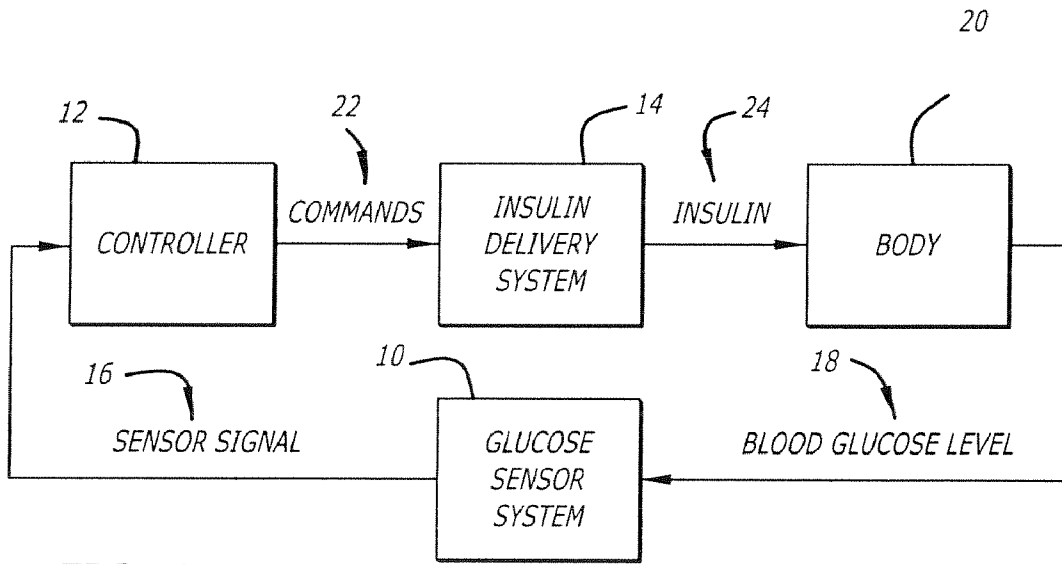 20
12
22
14
24
CONTROLLER
COMMANDS
INSULIN
DELIVERY
SYSTEM
INSULIN
BODY
16
10
18
SENSOR SIGNAL
GLUCOSE
SENSOR
SYSTEM
BLOOD GLUCOSE LEVEL